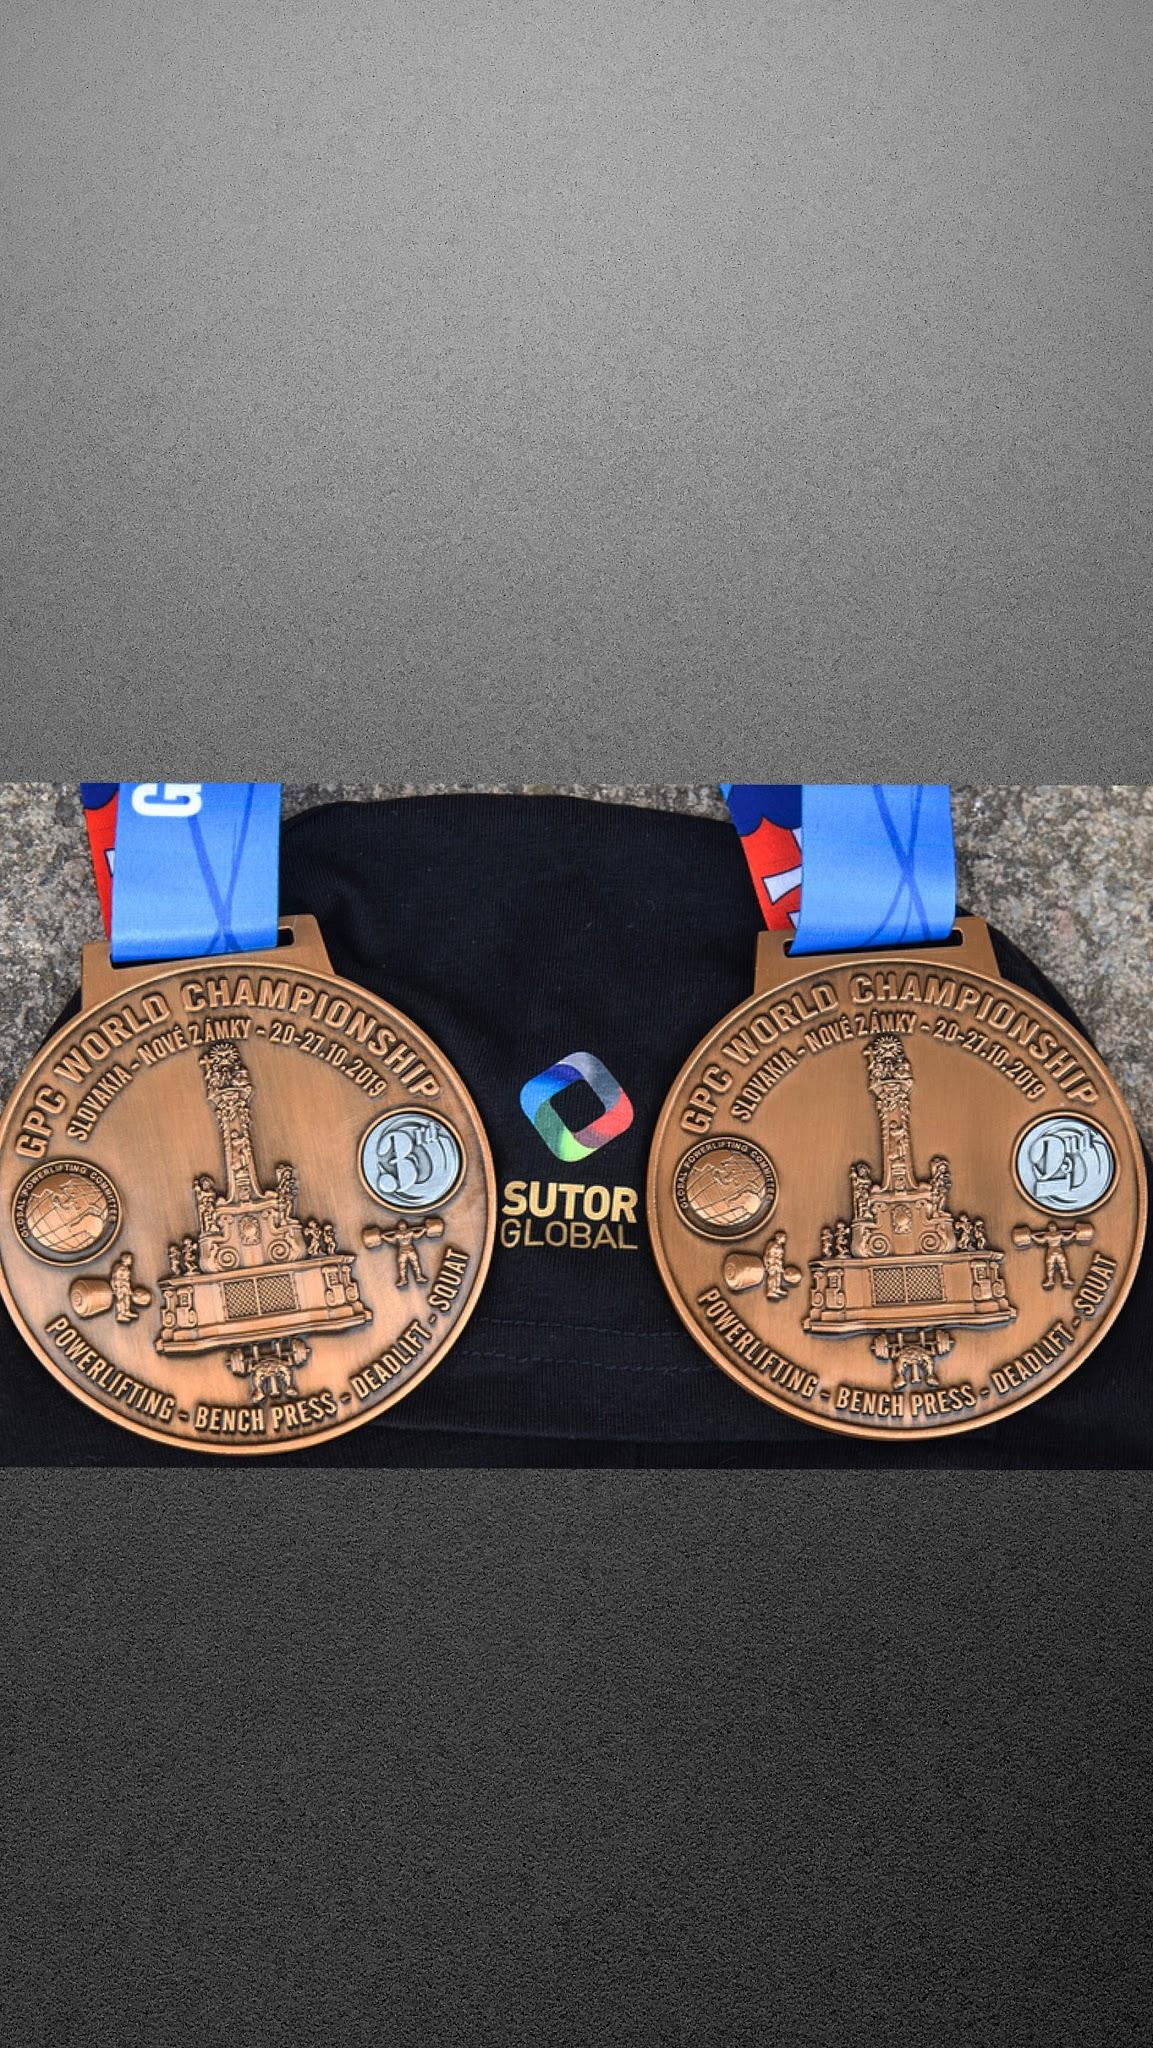 G
GPC WORLD CHAMPIONSHIP
SLOVAKIA - NOVÉ ZÁMKY - 20-27.10.2019
GLOBAL POWERLIFTING COMMITTEE
3rd
POWERLIFTING - BENCH PRESS - DEADLIFT - SQUAT
SUTOR
GLOBAL
GPC WORLD CHAMPIONSHIP
SLOVAKIA - NOVÉ ZÁMKY - 20-27.10.2019
GLOBAL POWERLIFTING COMMITTEE
2nd
POWERLIFTING - BENCH PRESS - DEADLIFT - SQUAT